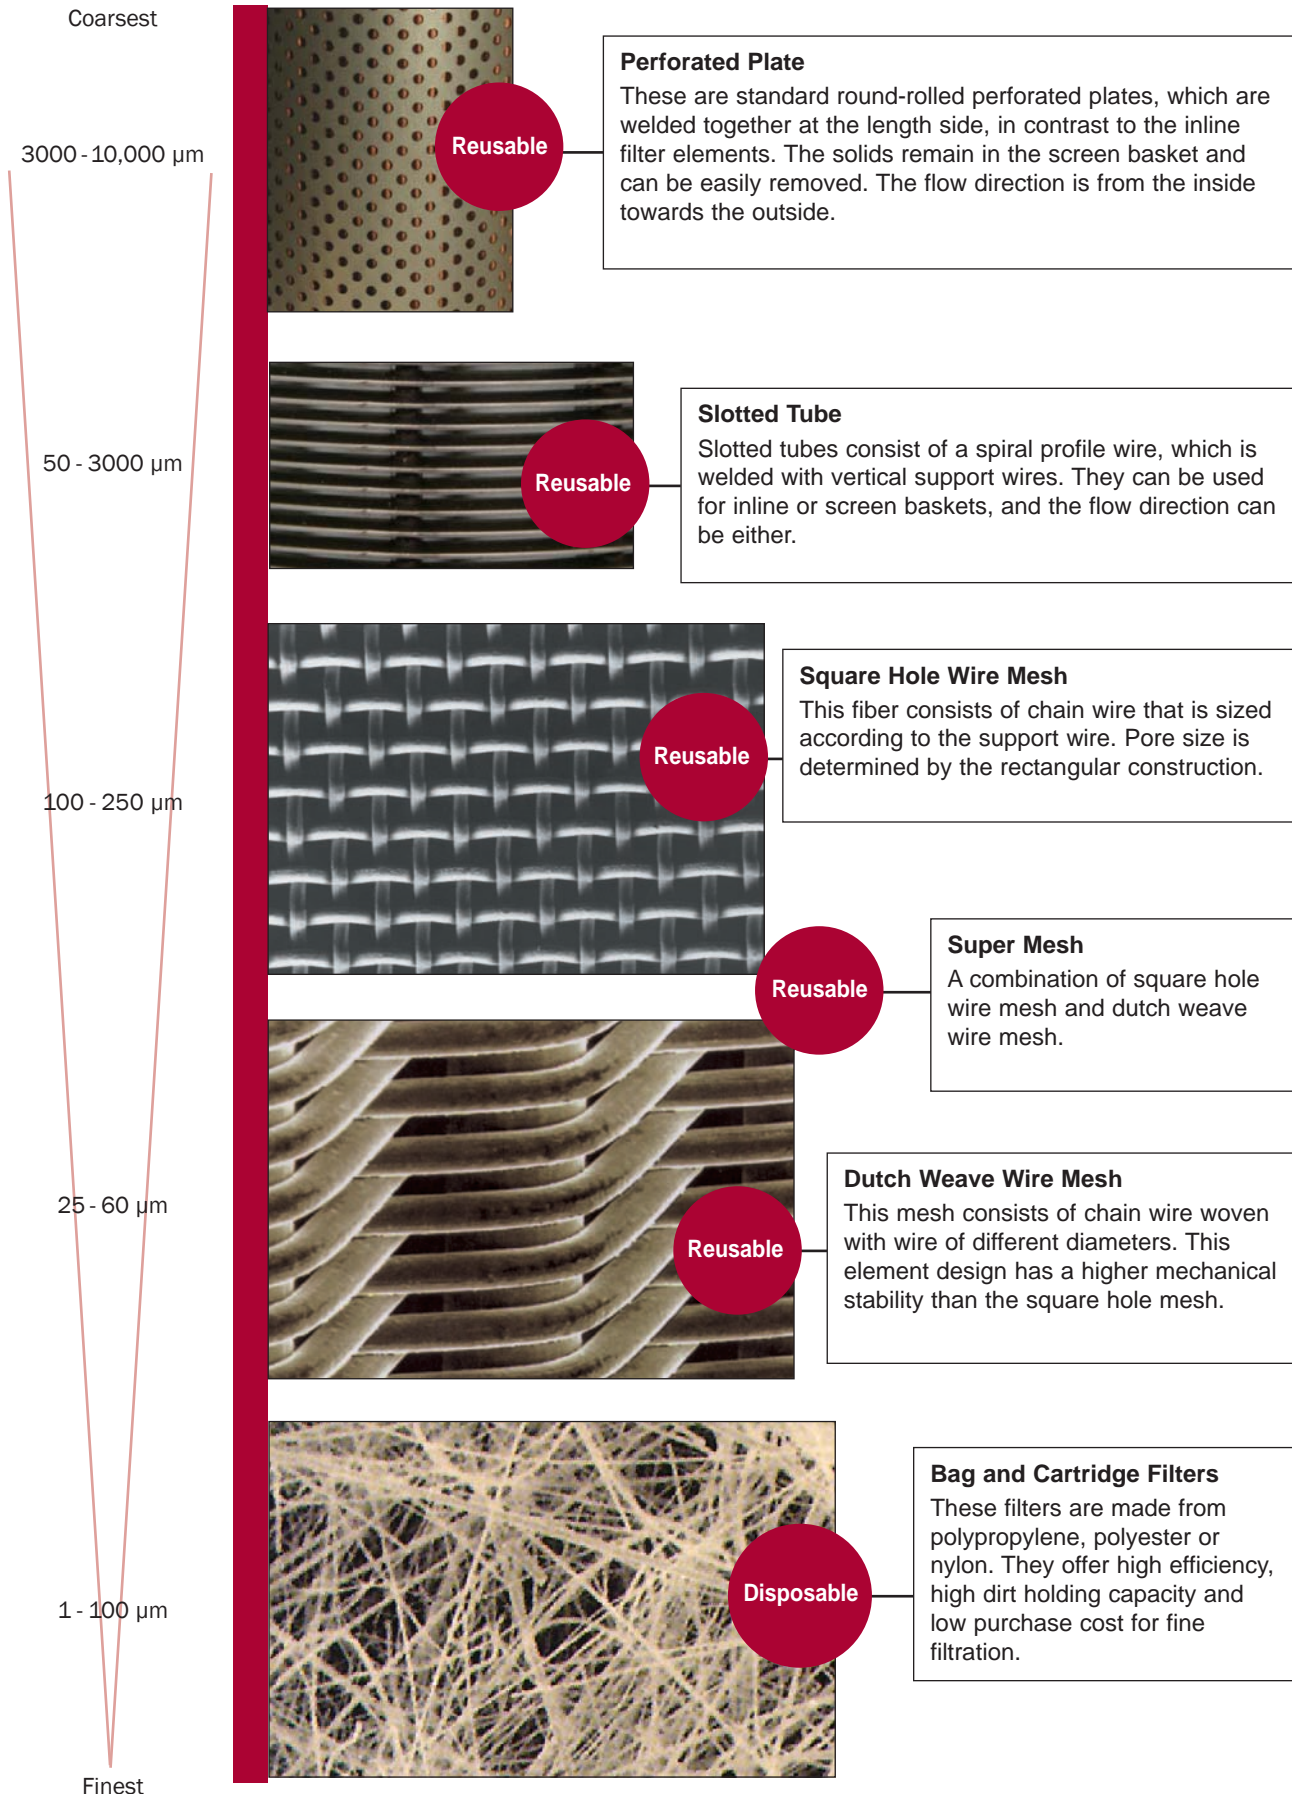 Coarsest
3000 - 10,000 µm
50 - 3000 µm
100 - 250 µm
25 - 60 µm
1 - 100 µm
Finest
Reusable
Perforated Plate
These are standard round-rolled perforated plates, which are
welded together at the length side, in contrast to the inline
filter elements. The solids remain in the screen basket and
can be easily removed. The flow direction is from the inside
towards the outside.
Reusable
Slotted Tube
Slotted tubes consist of a spiral profile wire, which is
welded with vertical support wires. They can be used
for inline or screen baskets, and the flow direction can
be either.
Reusable
Square Hole Wire Mesh
This fiber consists of chain wire that is sized
according to the support wire. Pore size is
determined by the rectangular construction.
Reusable
Super Mesh
A combination of square hole
wire mesh and dutch weave
wire mesh.
Reusable
Dutch Weave Wire Mesh
This mesh consists of chain wire woven
with wire of different diameters. This
element design has a higher mechanical
stability than the square hole mesh.
Disposable
Bag and Cartridge Filters
These filters are made from
polypropylene, polyester or
nylon. They offer high efficiency,
high dirt holding capacity and
low purchase cost for fine
filtration.